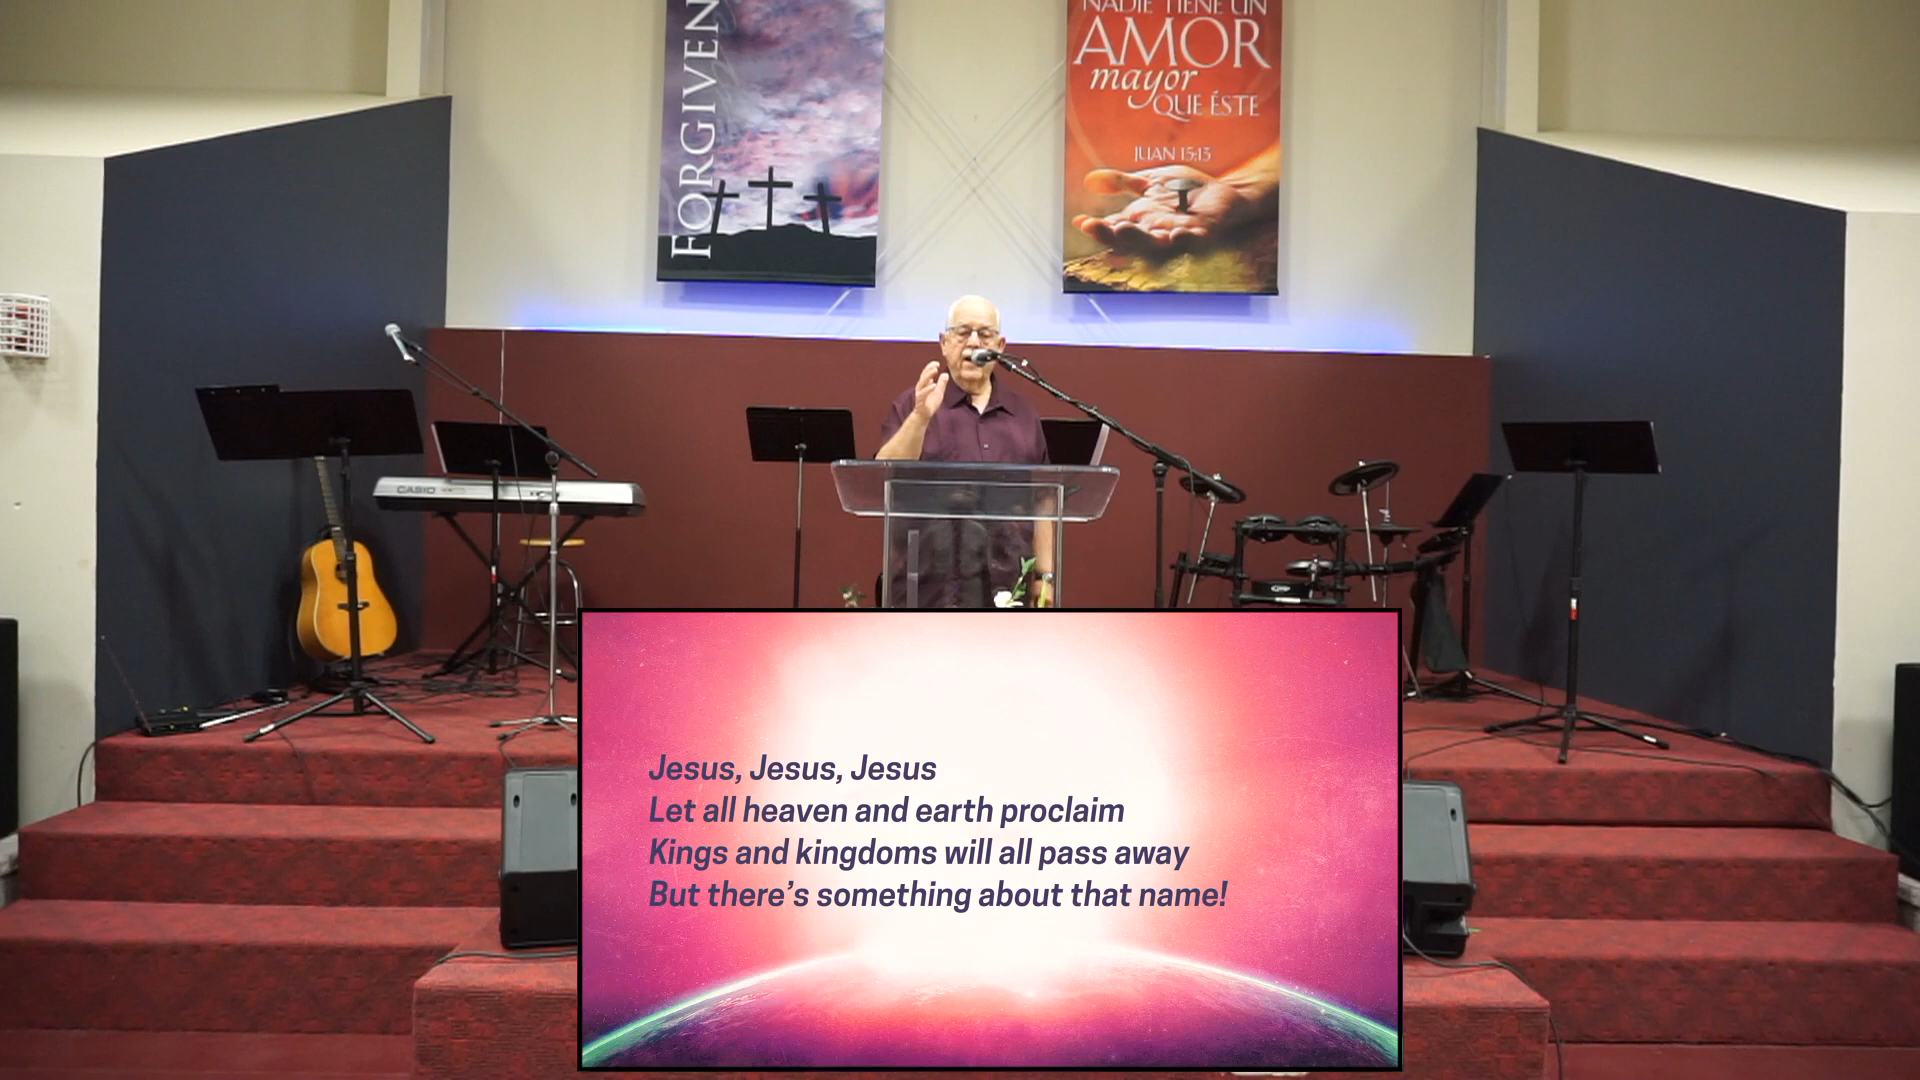 FORGIVEN
NADIE TIENE UN
AMOR
mayor
QUE ÉSTE
JUAN 15:13
CASIO
Jesus, Jesus, Jesus
Let all heaven and earth proclaim
Kings and kingdoms will all pass away
But there’s something about that name!